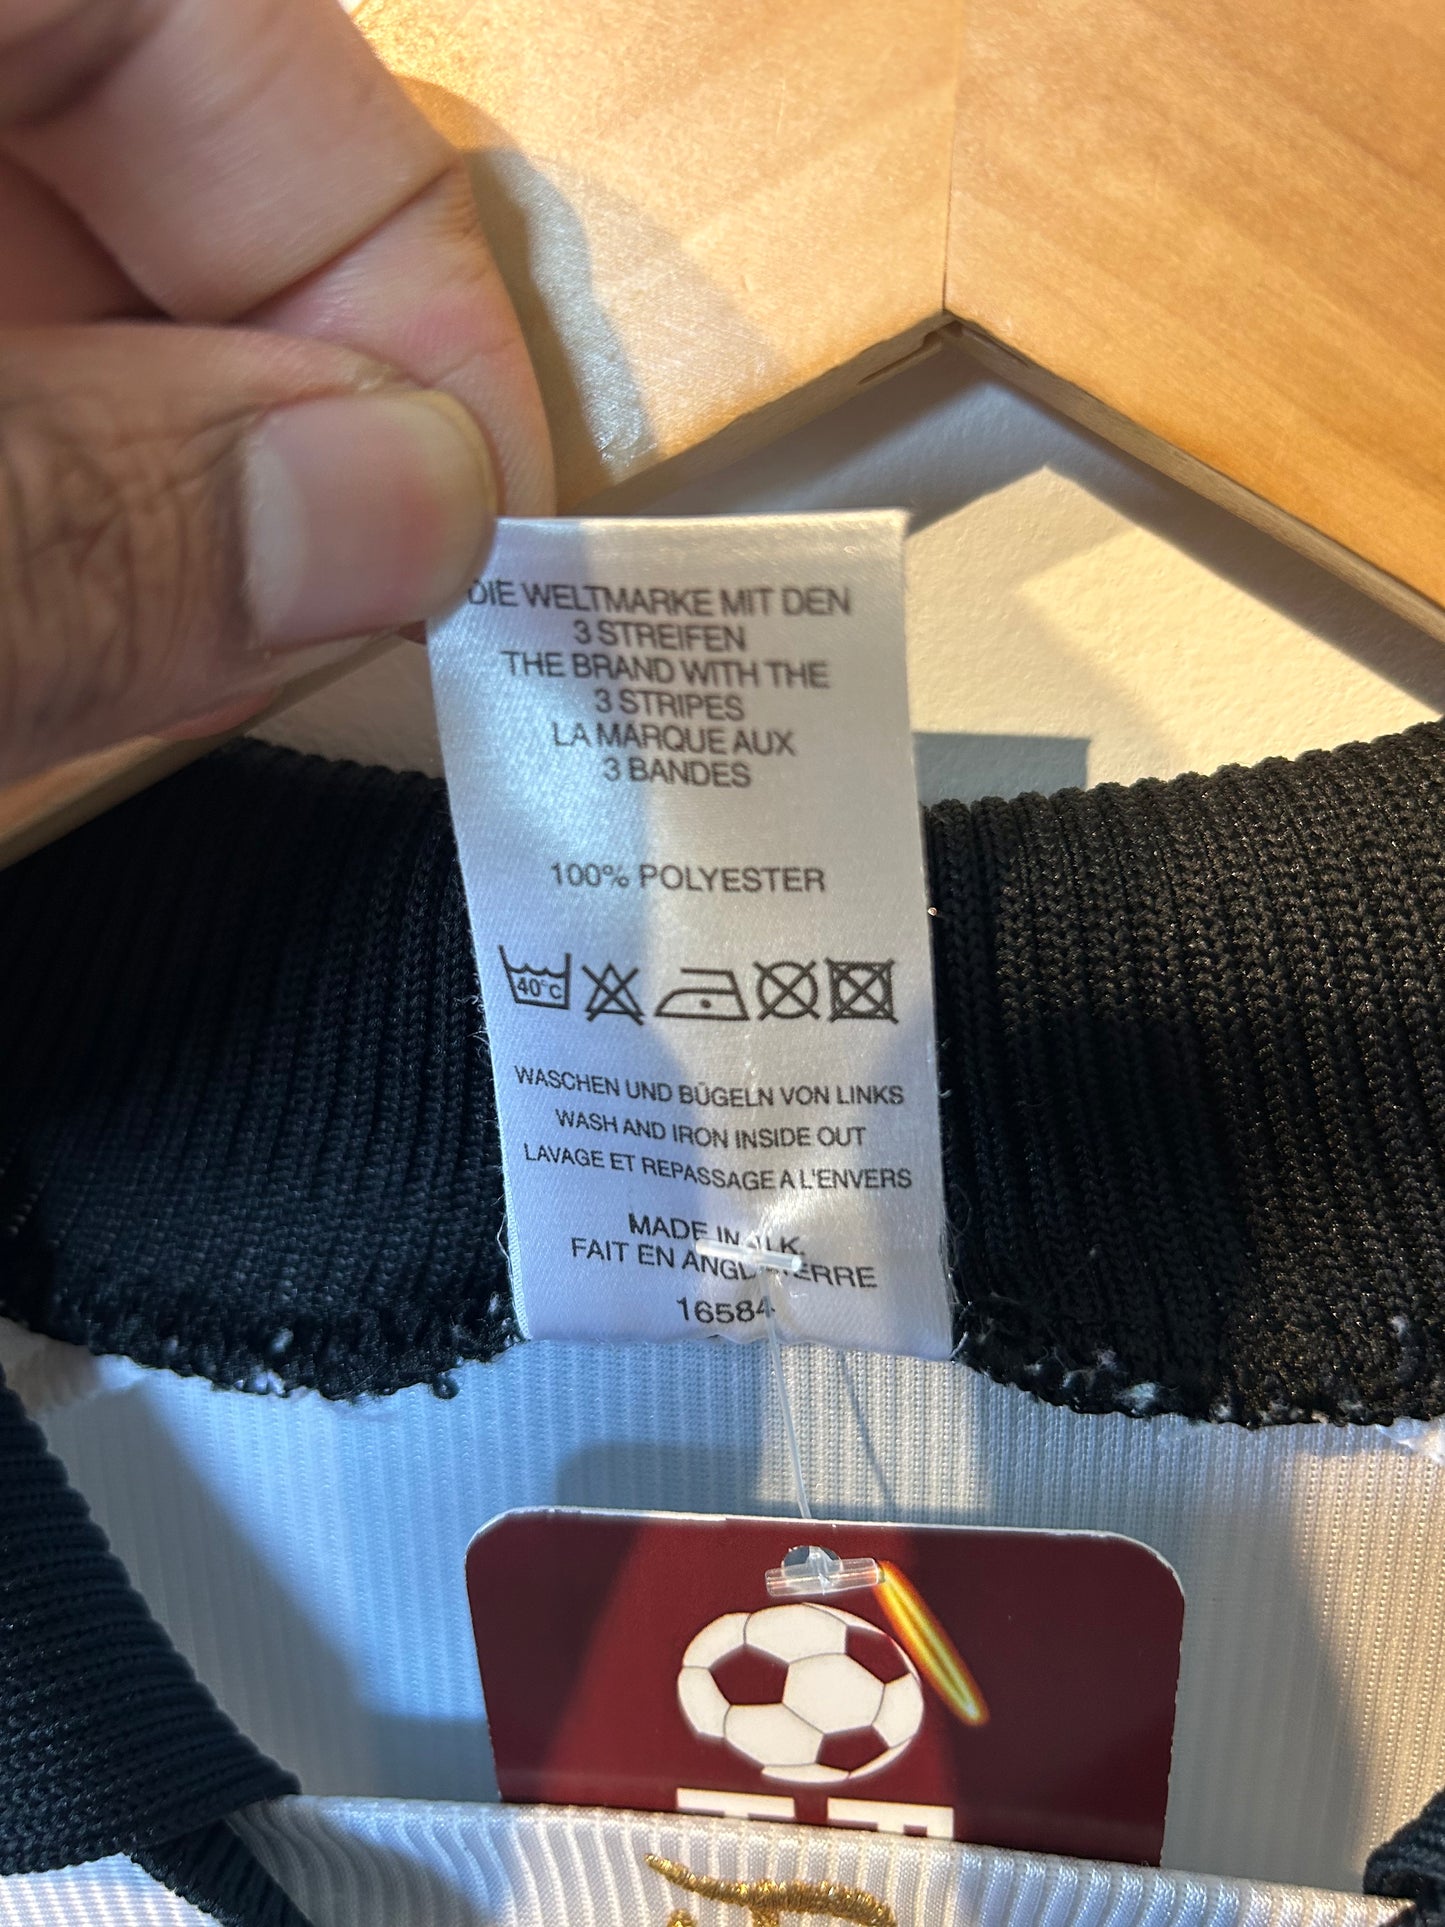 DIE WELTMARKE MIT DEN
3 STREIFEN
THE BRAND WITH THE
3 STRIPES
LA MARQUE AUX
3 BANDES
100% POLYESTER
40°C
WASCHEN UND BÜGELN VON LINKS
WASH AND IRON INSIDE OUT
LAVAGE ET REPASSAGE A L'ENVERS
MADE IN U.K.
FAIT EN ANGLETERRE
16584